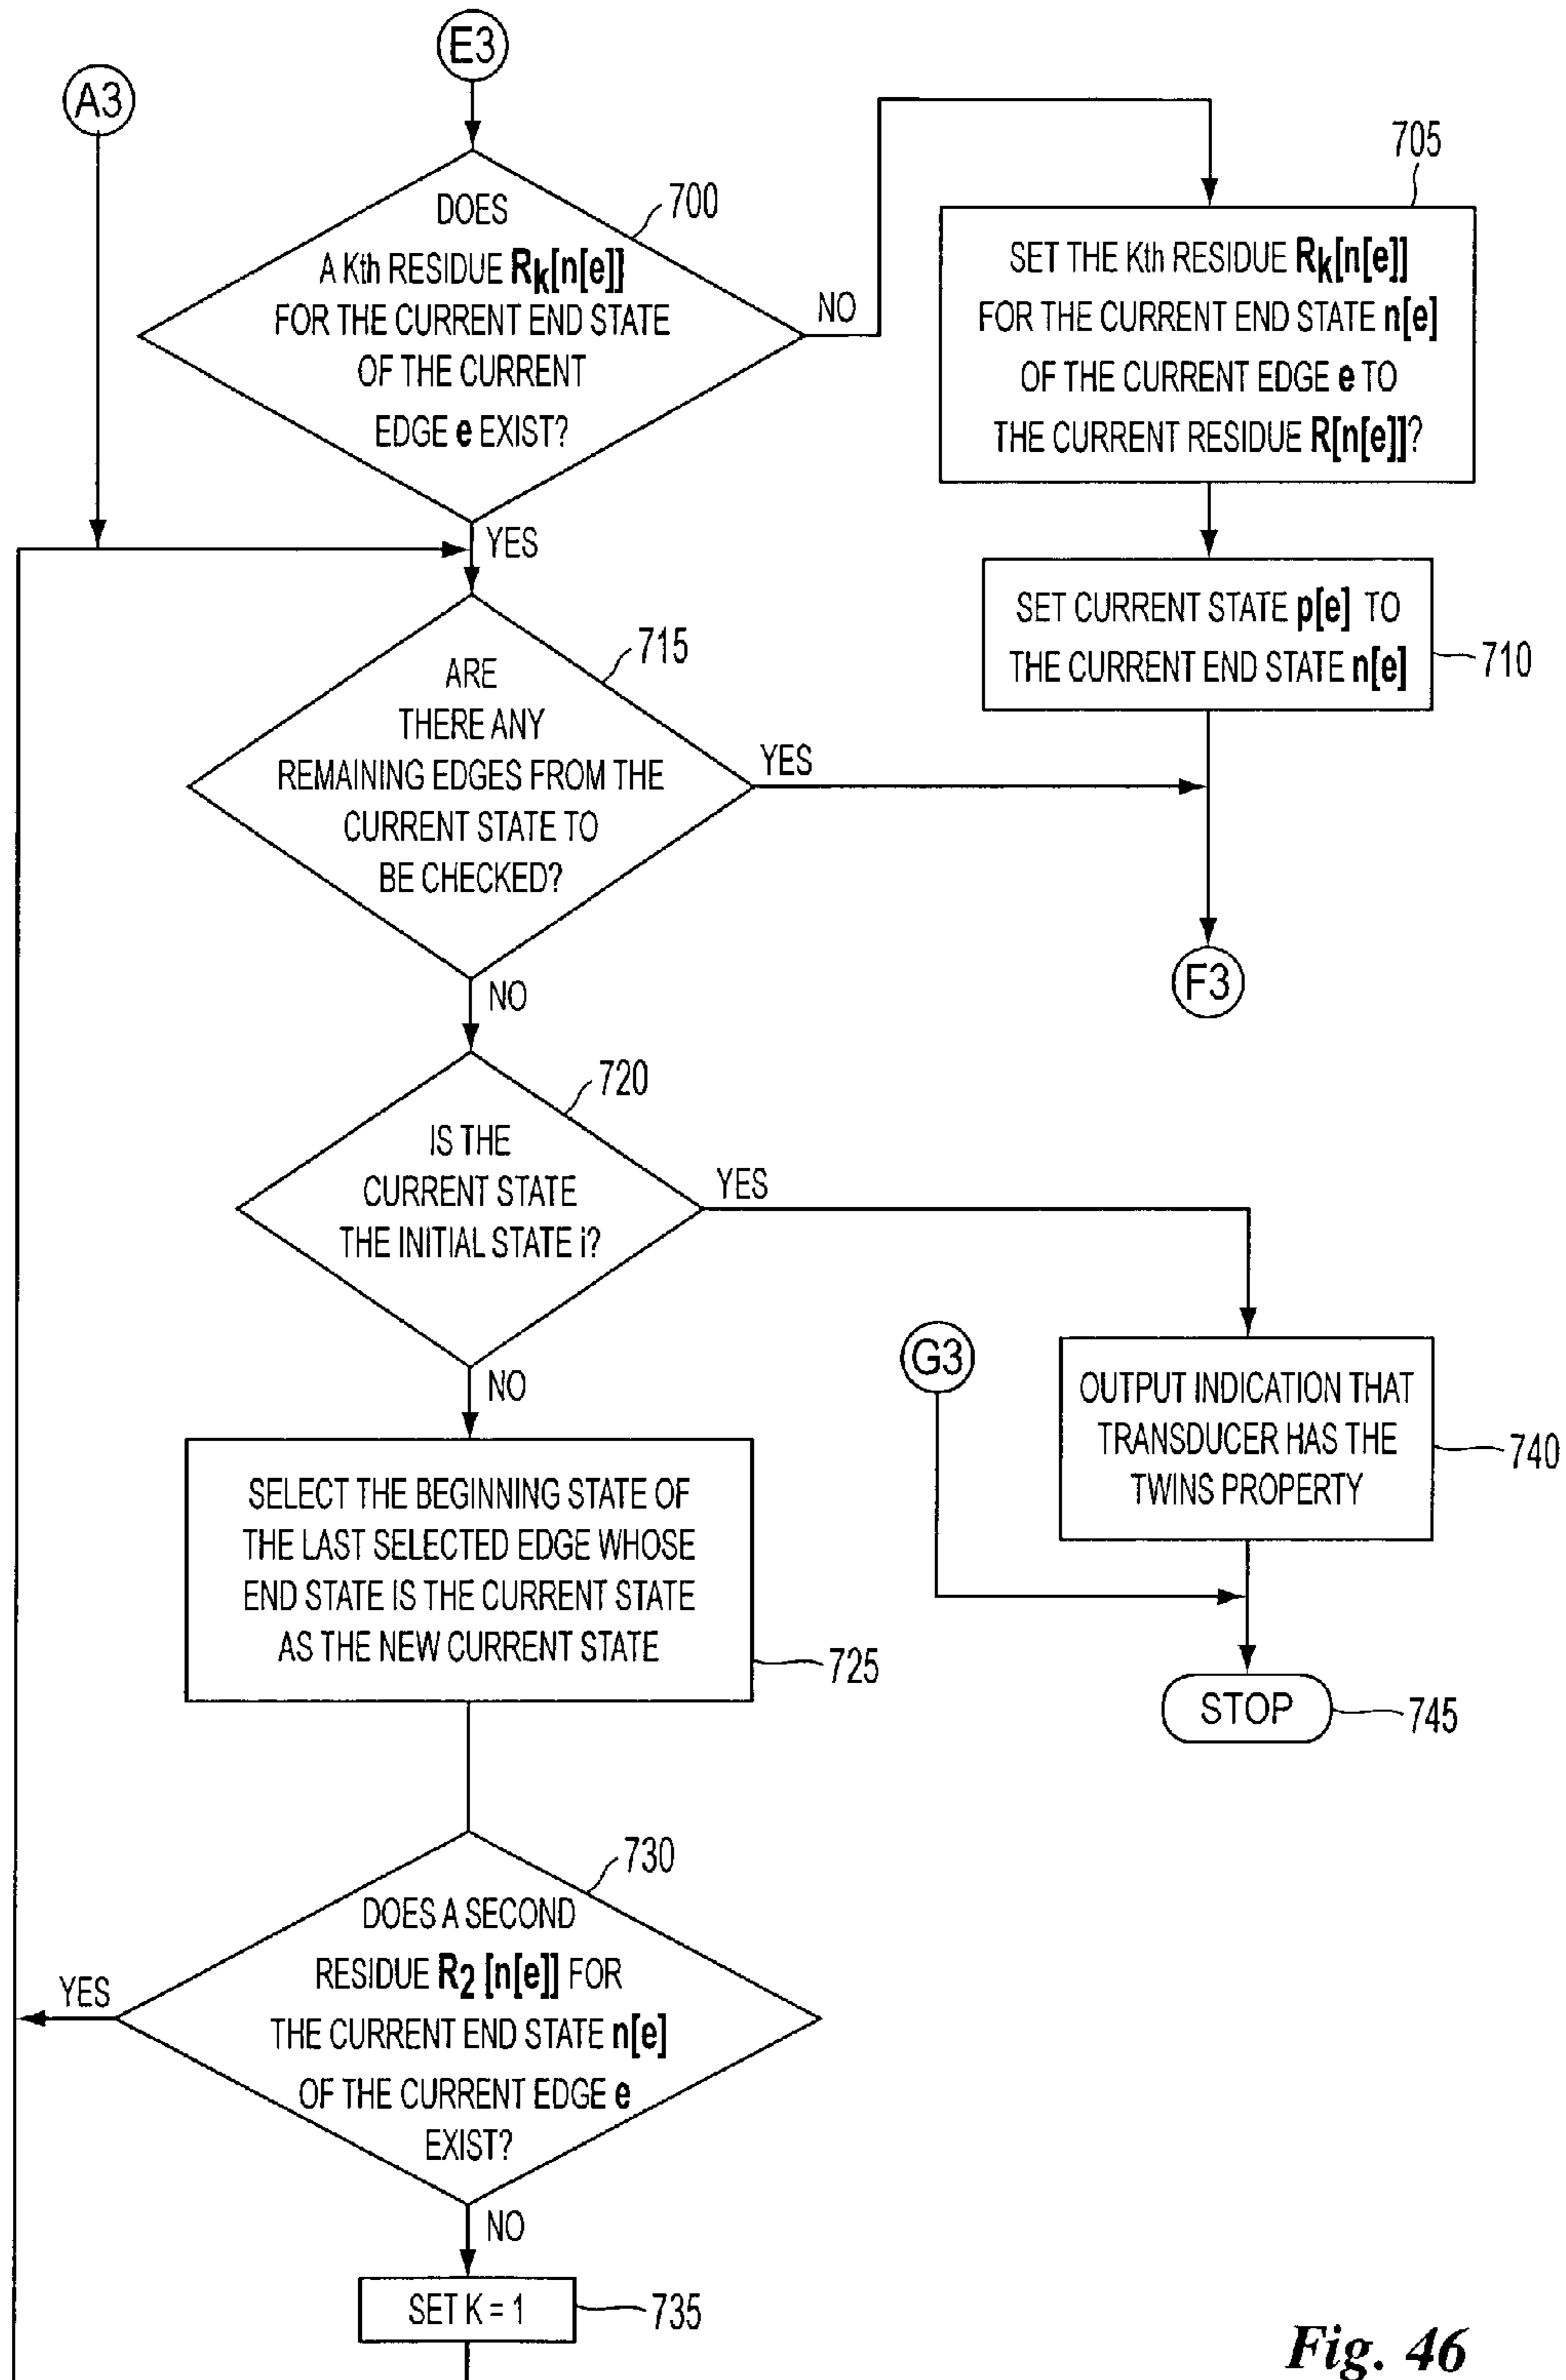 E3
A3
DOES
A Kth RESIDUE Rk[n[e]]
FOR THE CURRENT END STATE
OF THE CURRENT
EDGE e EXIST?
700
NO
705
SET THE Kth RESIDUE Rk[n[e]]
FOR THE CURRENT END STATE n[e]
OF THE CURRENT EDGE e TO
THE CURRENT RESIDUE R[n[e]]?
YES
SET CURRENT STATE p[e] TO
THE CURRENT END STATE n[e]
710
715
ARE
THERE ANY
REMAINING EDGES FROM THE
CURRENT STATE TO
BE CHECKED?
YES
F3
NO
720
IS THE
CURRENT STATE
THE INITIAL STATE i?
YES
NO
G3
OUTPUT INDICATION THAT
TRANSDUCER HAS THE
TWINS PROPERTY
740
SELECT THE BEGINNING STATE OF
THE LAST SELECTED EDGE WHOSE
END STATE IS THE CURRENT STATE
AS THE NEW CURRENT STATE
725
STOP
745
730
DOES A SECOND
RESIDUE R2 [n[e]] FOR
THE CURRENT END STATE n[e]
OF THE CURRENT EDGE e
EXIST?
YES
NO
SET K = 1
735
Fig. 46